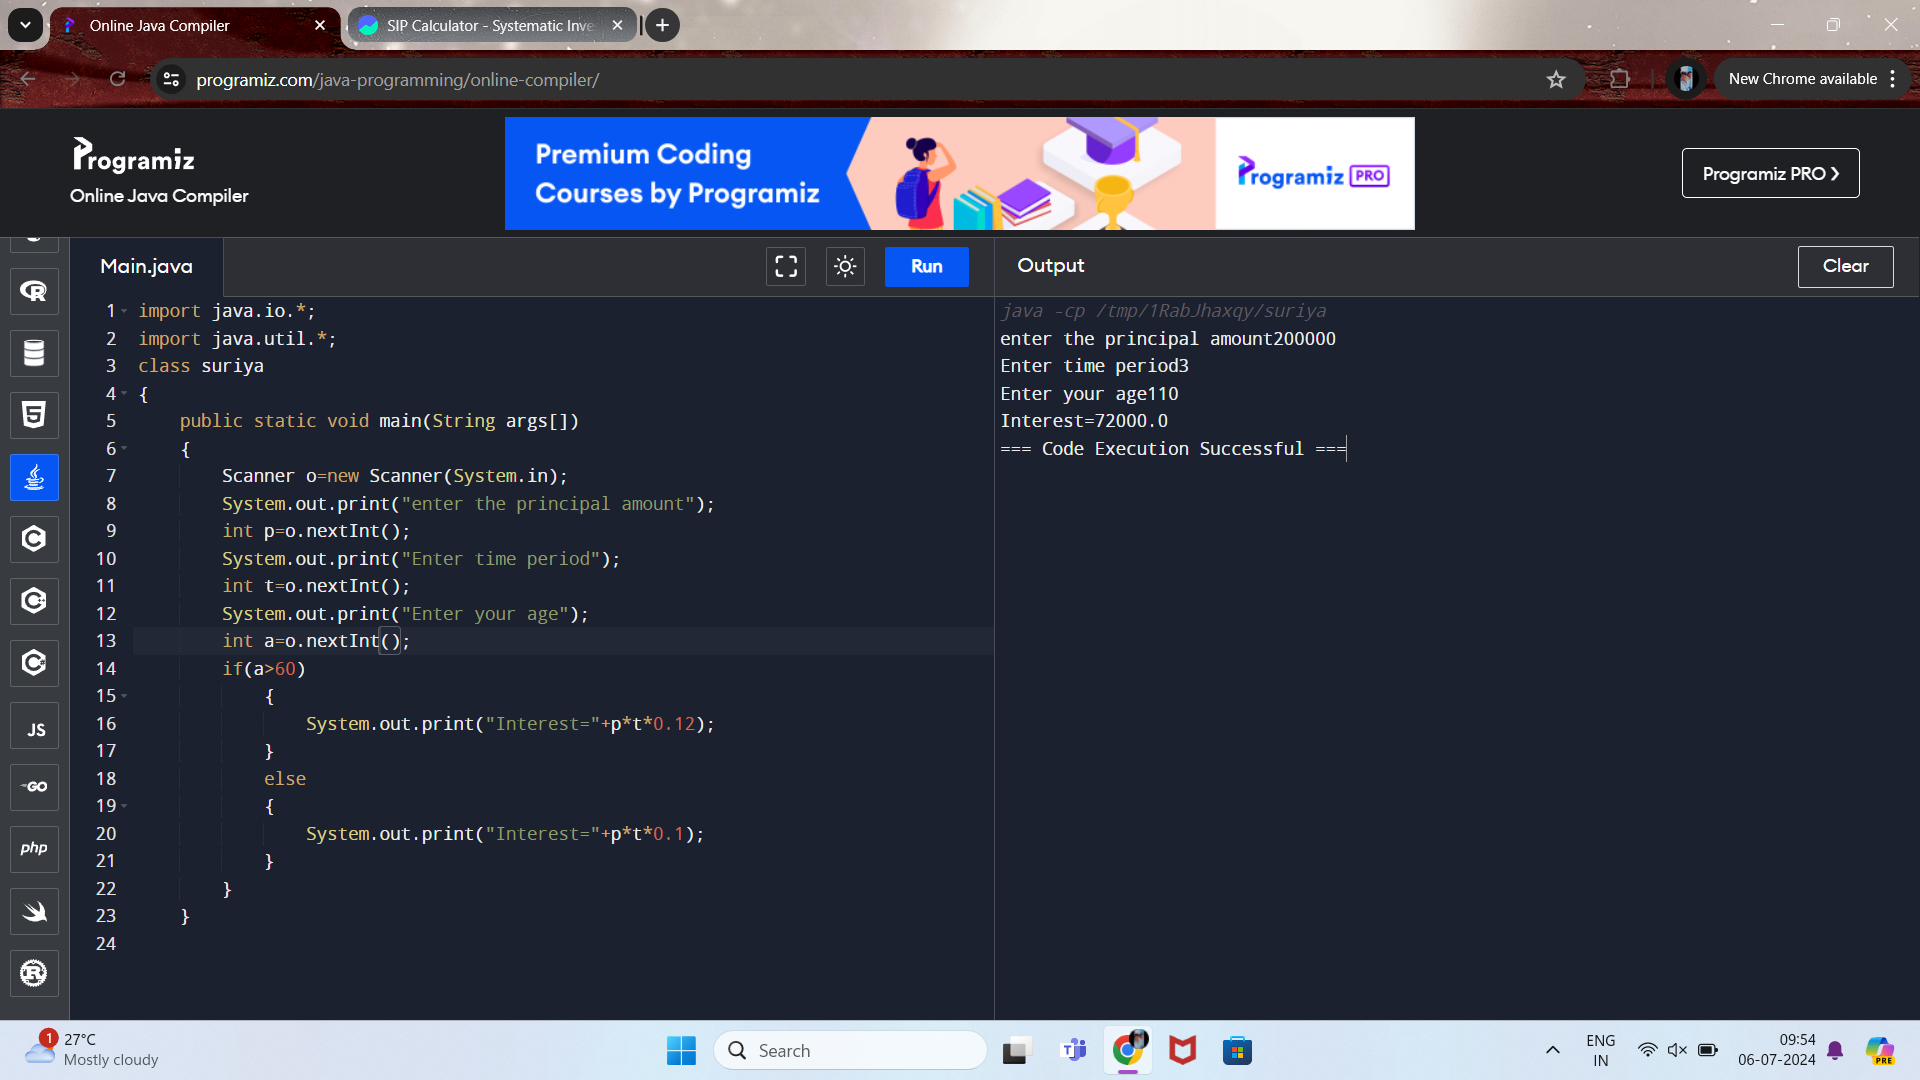 Online Java Compiler
SIP Calculator - Systematic Inve
programiz.com/java-programming/online-compiler/
New Chrome available
Programiz
Online Java Compiler
Premium Coding
Courses by Programiz
Programiz PRO
Programiz PRO ❯
Main.java
Run
Output
Clear
1 import java.io.*;
2 import java.util.*;
3 class suriya
4 {
5 public static void main(String args[])
6 {
7 Scanner o=new Scanner(System.in);
8 System.out.print("enter the principal amount");
9 int p=o.nextInt();
10 System.out.print("Enter time period");
11 int t=o.nextInt();
12 System.out.print("Enter your age");
13 int a=o.nextInt();
14 if(a>60)
15 {
16 System.out.print("Interest="+p*t*0.12);
17 }
18 else
19 {
20 System.out.print("Interest="+p*t*0.1);
21 }
22 }
23 }
24
java -cp /tmp/1RabJhaxqy/suriya
enter the principal amount200000
Enter time period3
Enter your age110
Interest=72000.0
=== Code Execution Successful ===
R
5
C
C
C
JS
GO
php
R
1
27°C
Mostly cloudy
Search
ENG
IN
09:54
06-07-2024
PRE